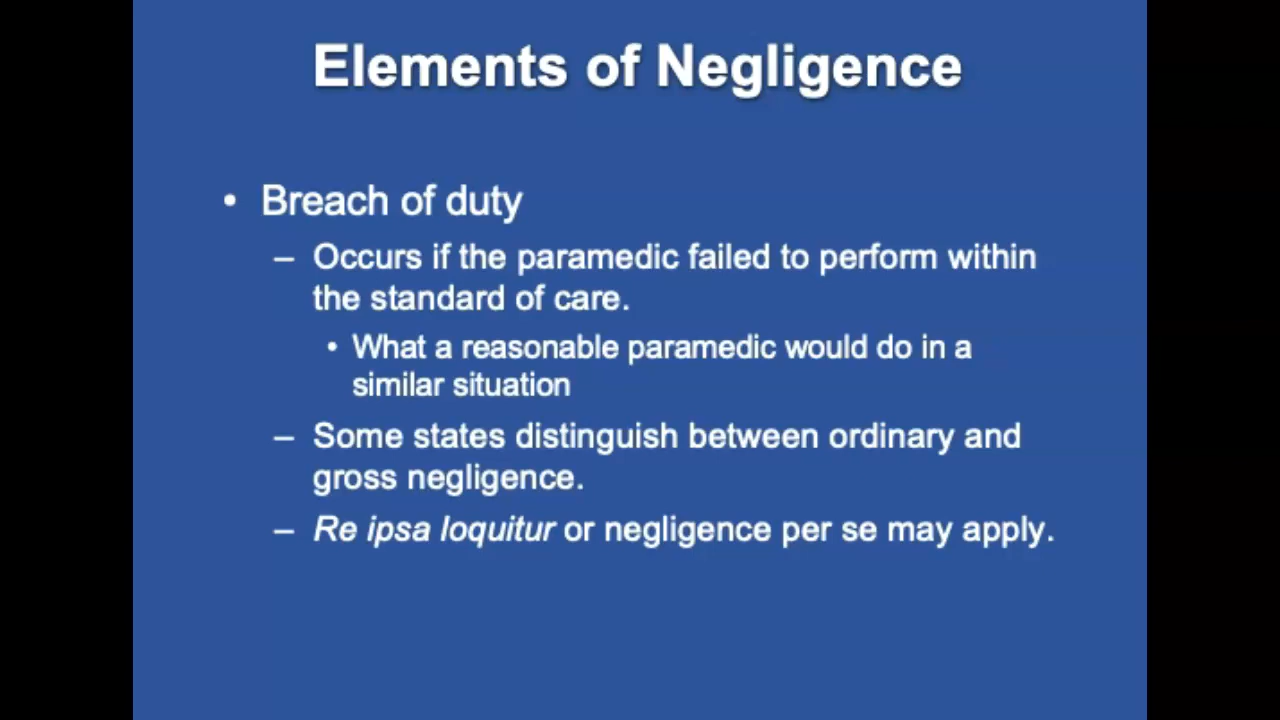 Elements of Negligence
• Breach of duty
– Occurs if the paramedic failed to perform within
the standard of care.
• What a reasonable paramedic would do in a
similar situation
– Some states distinguish between ordinary and
gross negligence.
– Re ipsa loquitur or negligence per se may apply.